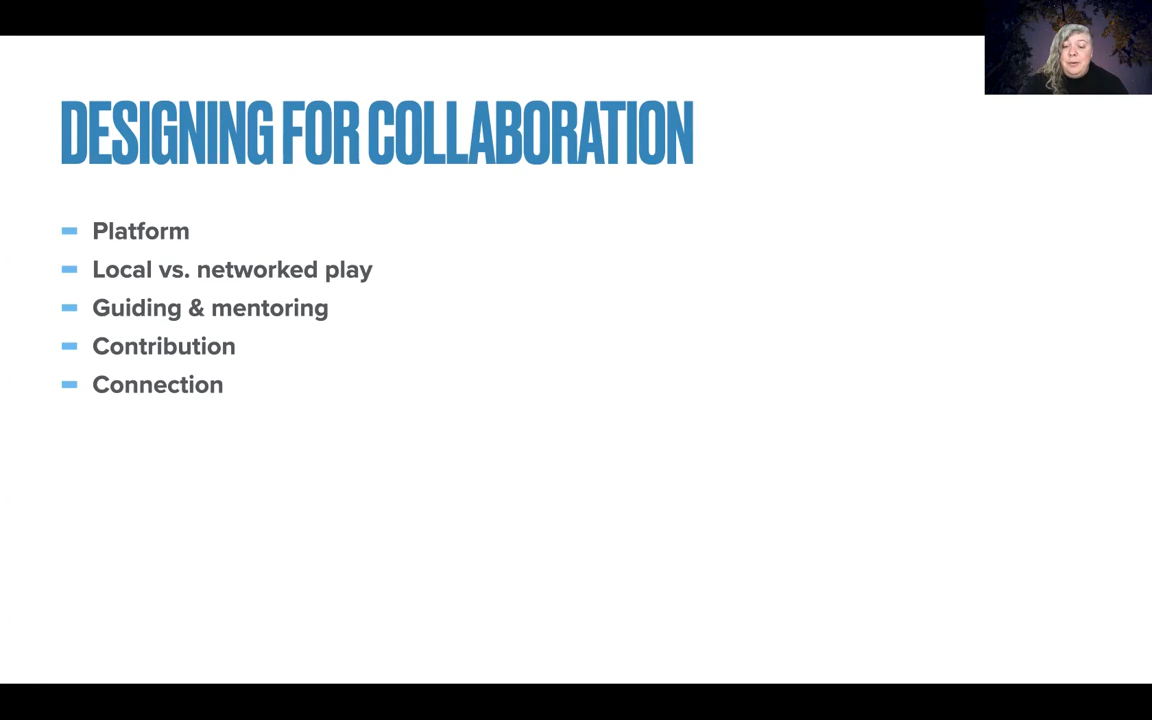 DESIGNING FOR COLLABORATION
Platform
Local vs. networked play
Guiding & mentoring
Contribution
Connection